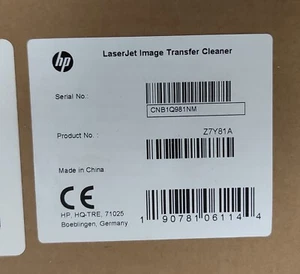 hp
LaserJet Image Transfer Cleaner
Serial No.:
CNB1Q981NM
Product No. :
Z7Y81A
Made in China
CE
HP, HQ-TRE, 71025
Boeblingen, Germany
1 90781 06114 4